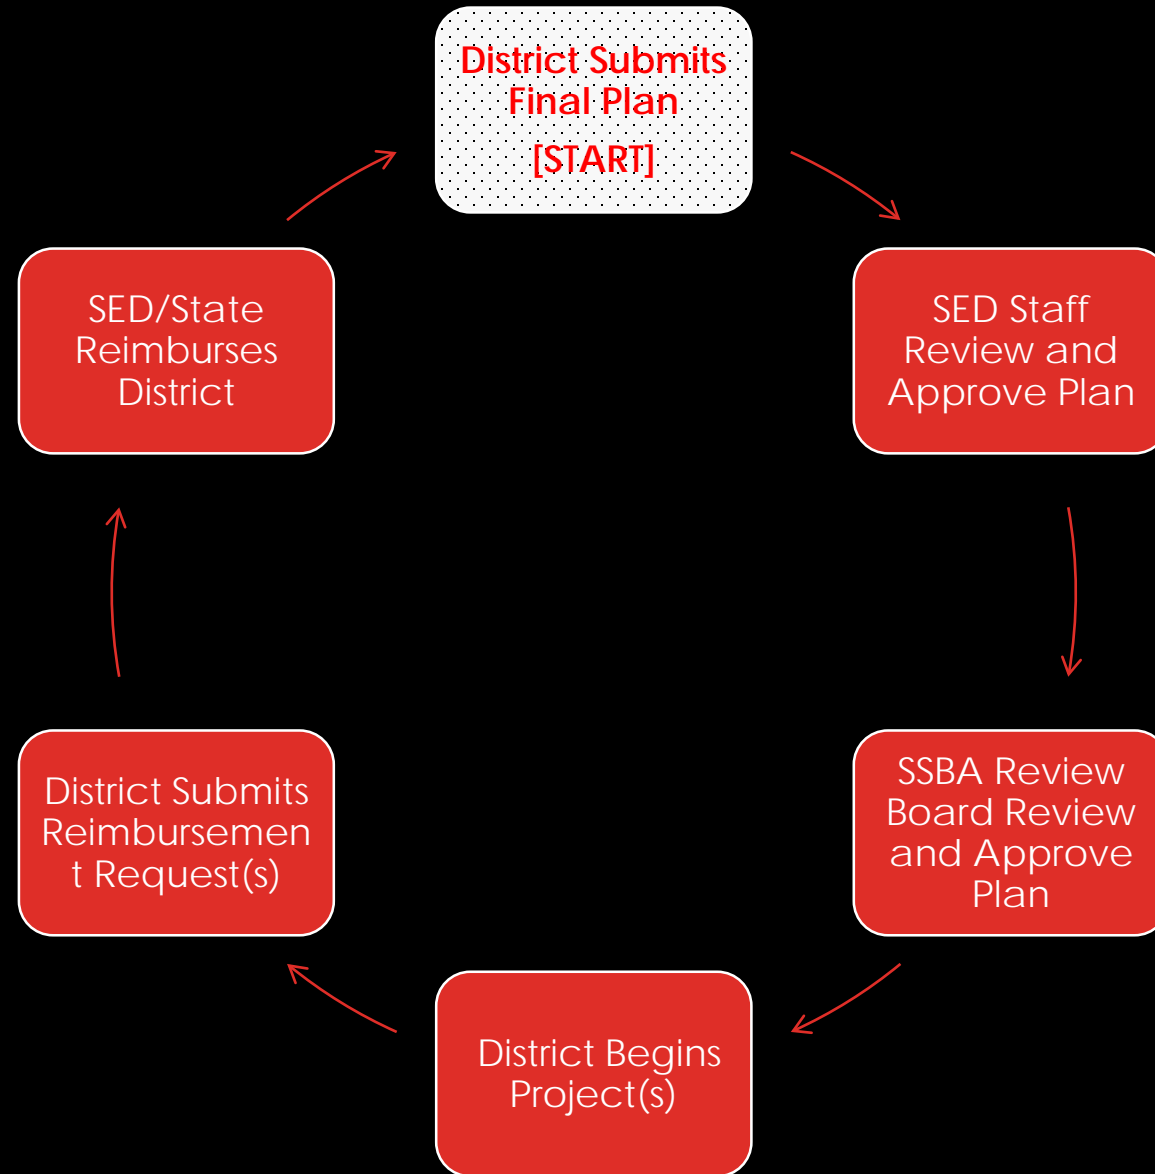 District Submits
Final Plan
[START]
SED Staff
Review and
Approve Plan
SSBA Review
Board Review
and Approve
Plan
District Begins
Project(s)
District Submits
Reimbursemen
t Request(s)
SED/State
Reimburses
District